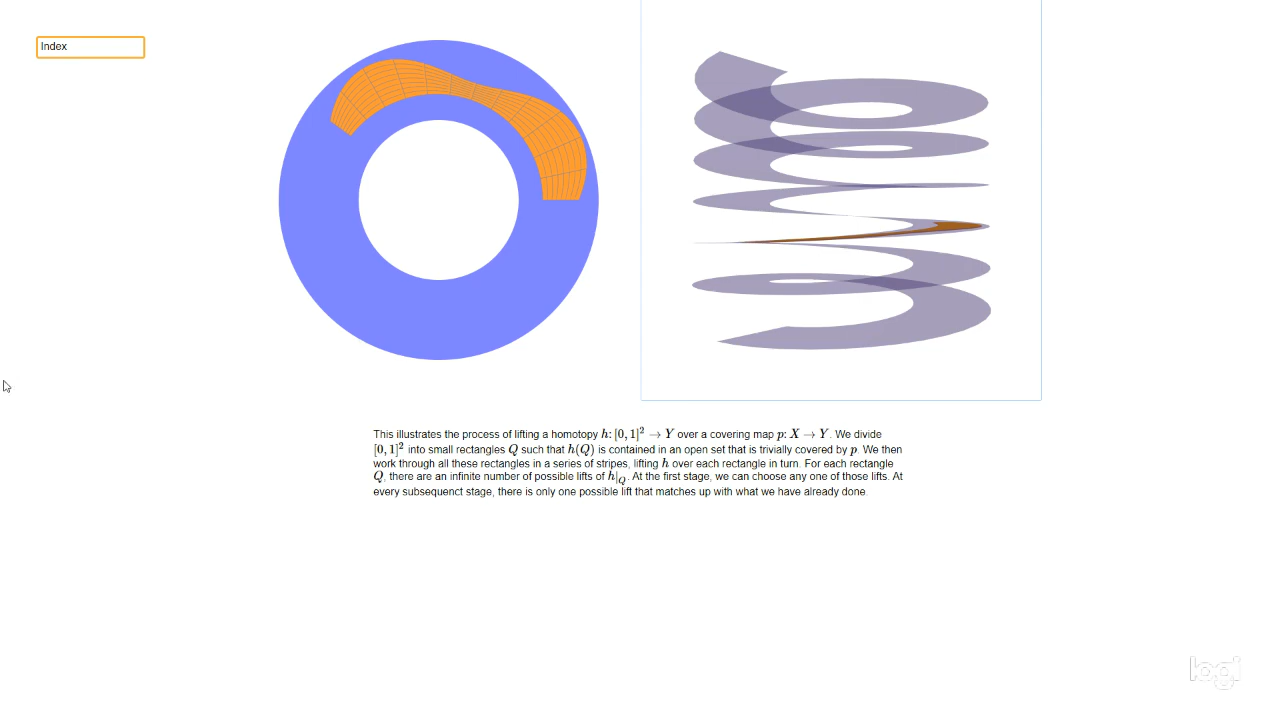 Index
This illustrates the process of lifting a homotopy h: [0, 1]² → Y over a covering map p: X → Y. We divide
[0, 1]² into small rectangles Q such that h(Q) is contained in an open set that is trivially covered by p. We then
work through all these rectangles in a series of stripes, lifting h over each rectangle in turn. For each rectangle
Q, there are an infinite number of possible lifts of h|_Q. At the first stage, we can choose any one of those lifts. At
every subsequenct stage, there is only one possible lift that matches up with what we have already done.
logi